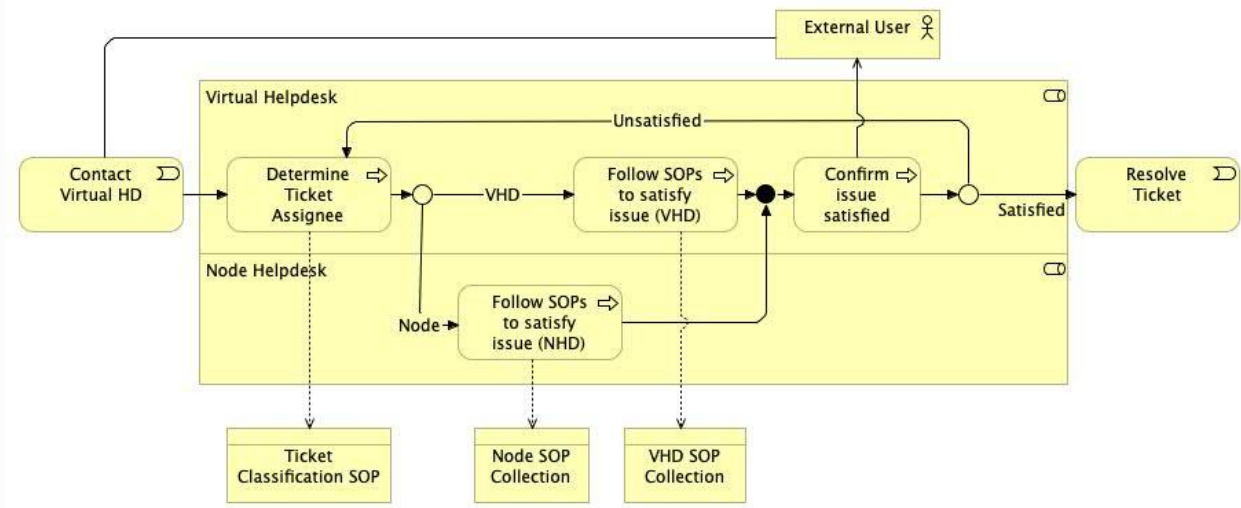 External User
Virtual Helpdesk
Unsatisfied
Contact
Virtual HD
Determine
Ticket
Assignee
VHD
Follow SOPs
to satisfy
issue (VHD)
Confirm
issue
satisfied
Satisfied
Resolve
Ticket
Node Helpdesk
Node
Follow SOPs
to satisfy
issue (NHD)
Ticket
Classification SOP
Node SOP
Collection
VHD SOP
Collection